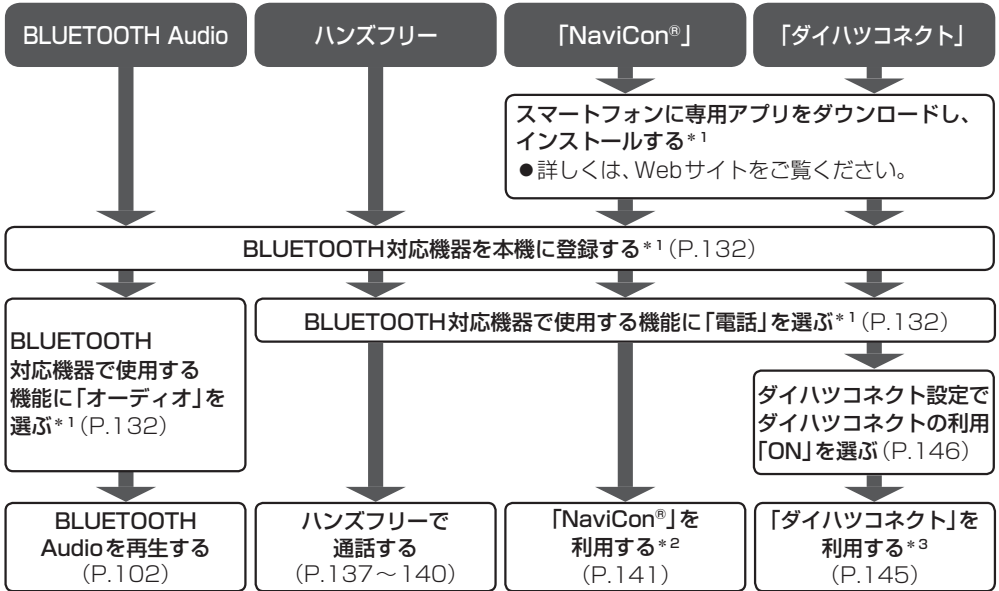 BLUETOOTH Audio
ハンズフリー
「NaviCon®」
「ダイハツコネクト」
スマートフォンに専用アプリをダウンロードし、
インストールする*1
●詳しくは、Webサイトをご覧ください。
BLUETOOTH対応機器を本機に登録する*1(P.132)
BLUETOOTH
対応機器で使用する
機能に「オーディオ」を
選ぶ*1(P.132)
BLUETOOTH対応機器で使用する機能に「電話」を選ぶ*1(P.132)
ダイハツコネクト設定で
ダイハツコネクトの利用
「ON」を選ぶ(P.146)
BLUETOOTH
Audioを再生する
(P.102)
ハンズフリーで
通話する
(P.137～140)
「NaviCon®」を
利用する*2
(P.141)
「ダイハツコネクト」を
利用する*3
(P.145)